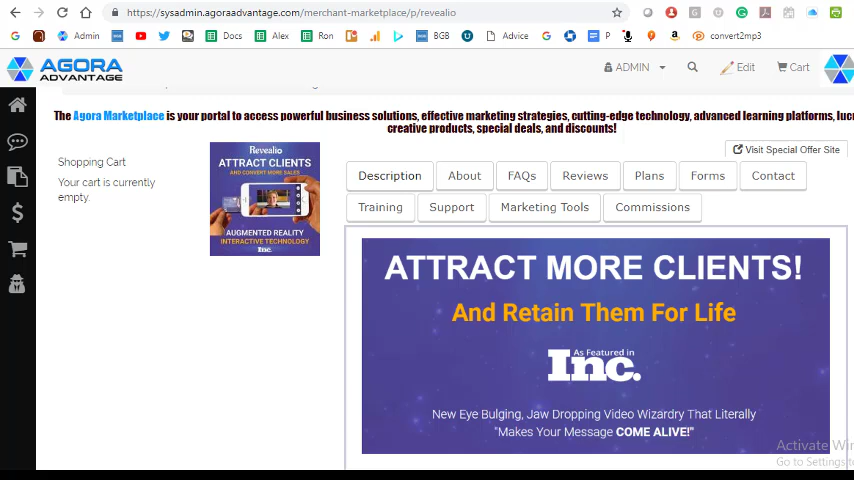 https://sysadmin.agoraadvantage.com/merchant-marketplace/p/revealio
Admin Docs Alex Ron BGB Advice P convert2mp3
AGORA
ADVANTAGE
ADMIN Edit Cart
The Agora Marketplace is your portal to access powerful business solutions, effective marketing strategies, cutting-edge technology, advanced learning platforms,
creative products, special deals, and discounts!
Visit Special Offer Site
Shopping Cart
Your cart is currently
empty.
Revealio
ATTRACT CLIENTS
AND CONVERT MORE SALES
AUGMENTED REALITY
INTERACTIVE TECHNOLOGY
Inc.
Description About FAQs Reviews Plans Forms Contact
Training Support Marketing Tools Commissions
ATTRACT MORE CLIENTS!
And Retain Them For Life
As Featured in
Inc.
New Eye Bulging, Jaw Dropping Video Wizardry That Literally
"Makes Your Message COME ALIVE!"
Activate Win
Go to Settings to